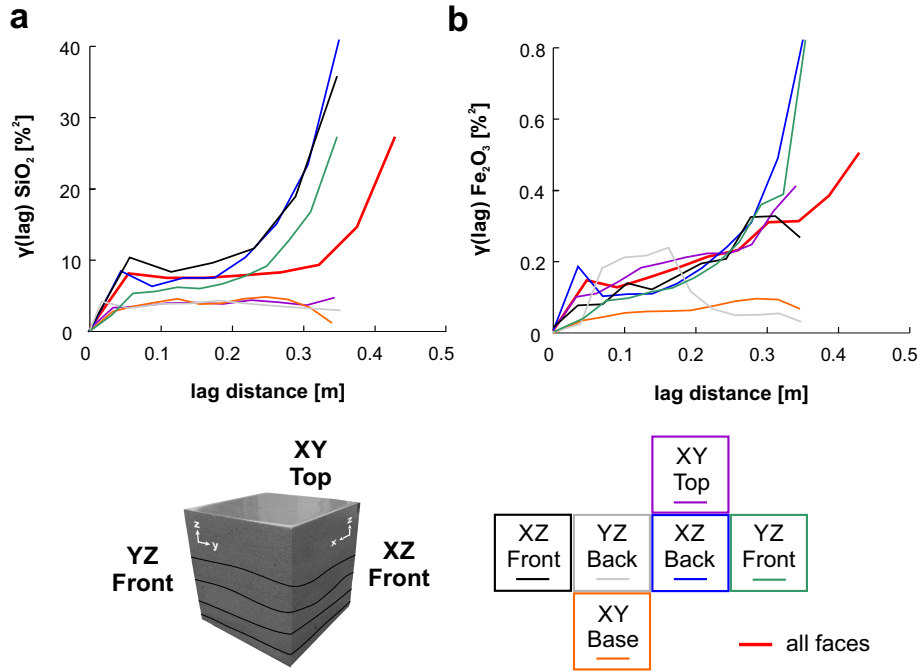 a
b
γ(lag) SiO₂ [%²]
40
30
20
10
0
0
0.1
0.2
0.3
0.4
0.5
lag distance [m]
γ(lag) Fe₂O₃ [%²]
0.8
0.6
0.4
0.2
0
0
0.1
0.2
0.3
0.4
0.5
lag distance [m]
XY
Top
YZ
Front
XZ
Front
z
y
z
x
XY
Top
XZ
Front
YZ
Back
XZ
Back
YZ
Front
XY
Base
all faces